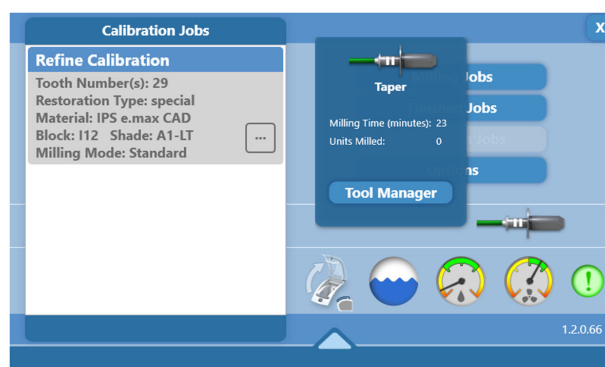 Calibration Jobs
X
Refine Calibration
Tooth Number(s): 29
Restoration Type: special
Material: IPS e.max CAD
Block: I12 Shade: A1-LT
Milling Mode: Standard
...
Taper
Milling Time (minutes): 23
Units Milled: 0
Tool Manager
Jobs
Jobs
Jobs
1.2.0.66